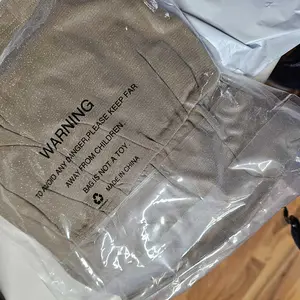 WARNING
TO AVOID ANY DANGER,PLEASE KEEP FAR
AWAY FROM CHILDREN.
BAG IS NOT A TOY
MADE IN CHINA